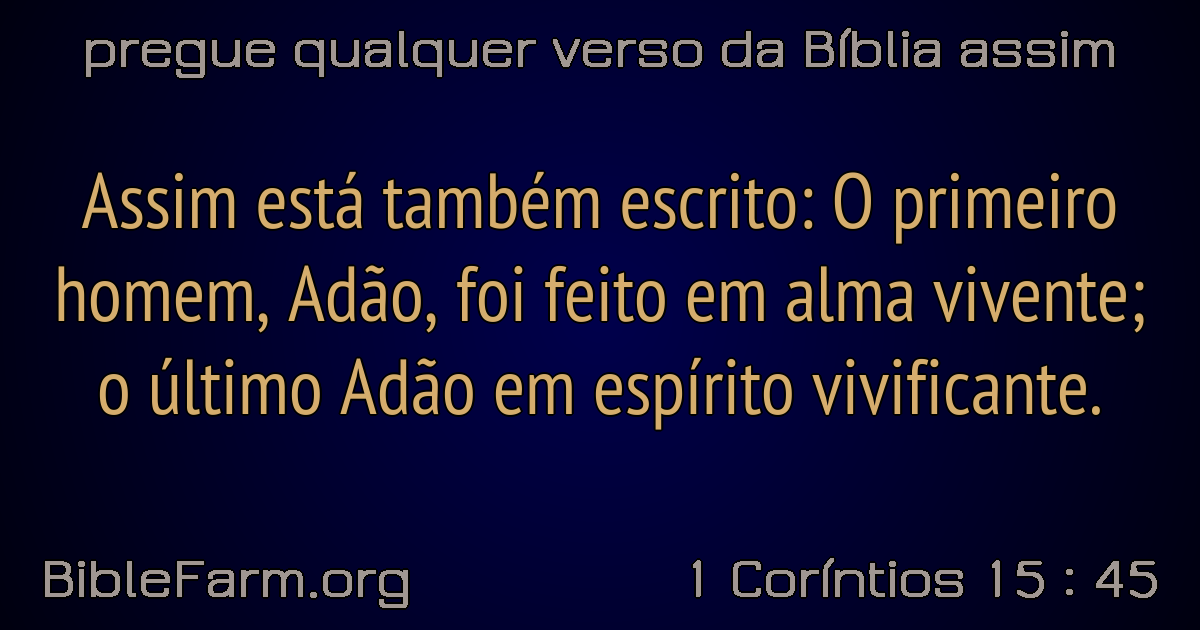 pregue qualquer verso da Bíblia assim
Assim está também escrito: O primeiro
homem, Adão, foi feito em alma vivente;
o último Adão em espírito vivificante.
BibleFarm.org
1 Coríntios 15 : 45